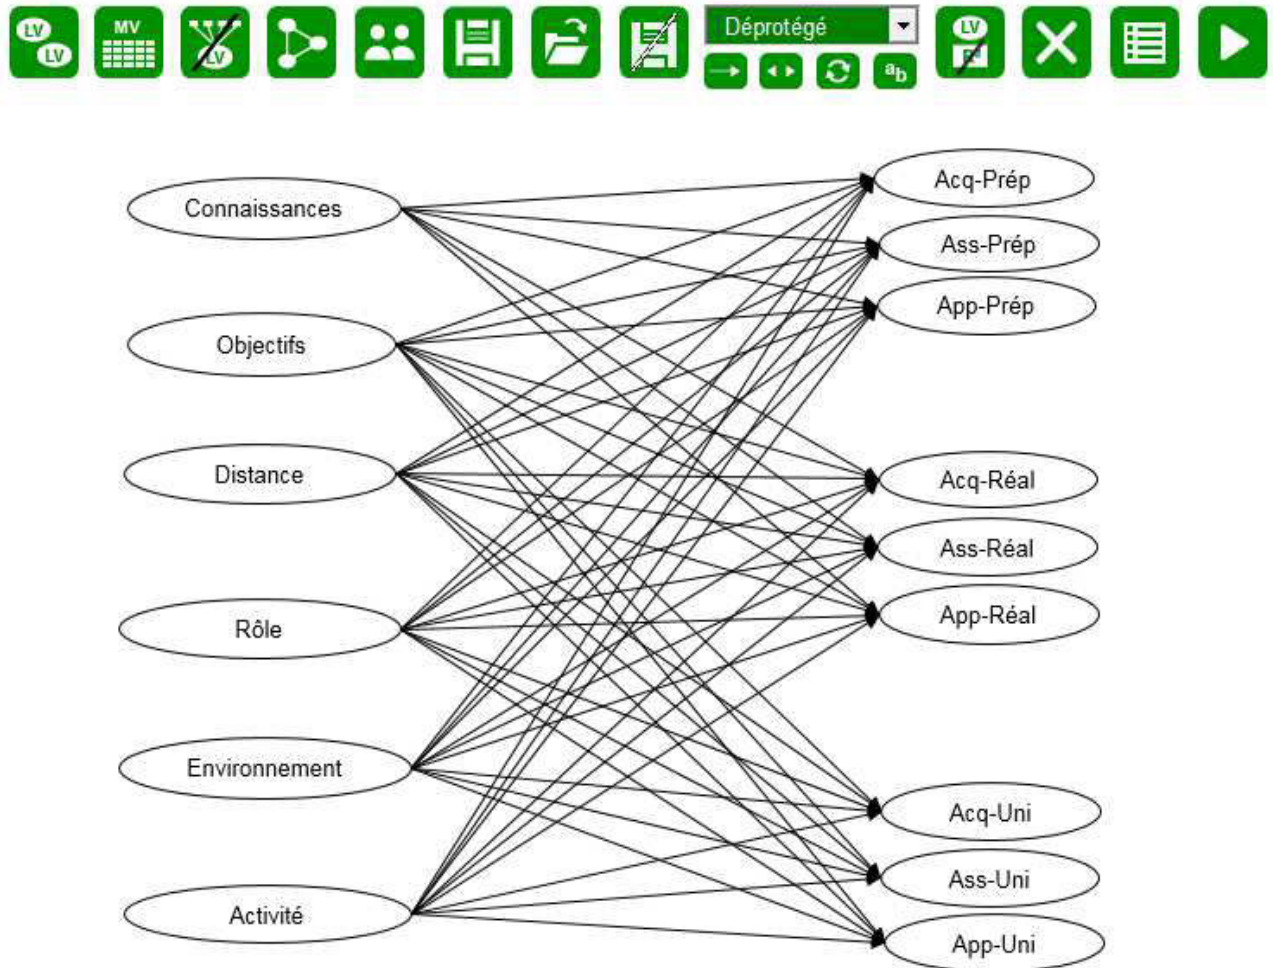 LV
LV
MV
LV
Déprotégé
LV
ab
Connaissances
Objectifs
Distance
Rôle
Environnement
Activité
Acq-Prép
Ass-Prép
App-Prép
Acq-Réal
Ass-Réal
App-Réal
Acq-Uni
Ass-Uni
App-Uni